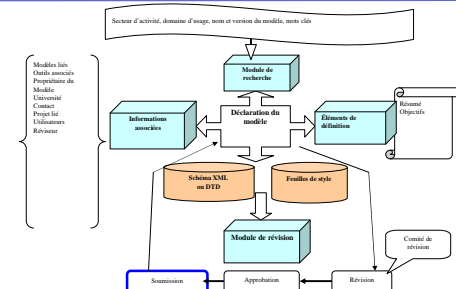 Secteur d'activité, domaine d'usage, nom et version du modèle, mots clés
Modèles liés
Outils associés
Propriétaire du
Modèle
Université
Contact
Projet lié
Utilisateurs
Réviseur
Module de
recherche
Informations
associées
Déclaration du
modèle
Éléments de
définition
Résumé
Objectifs
Schéma XML
ou DTD
Feuilles de style
Module de révision
Comité de
révision
Soumission
Approbation
Révision